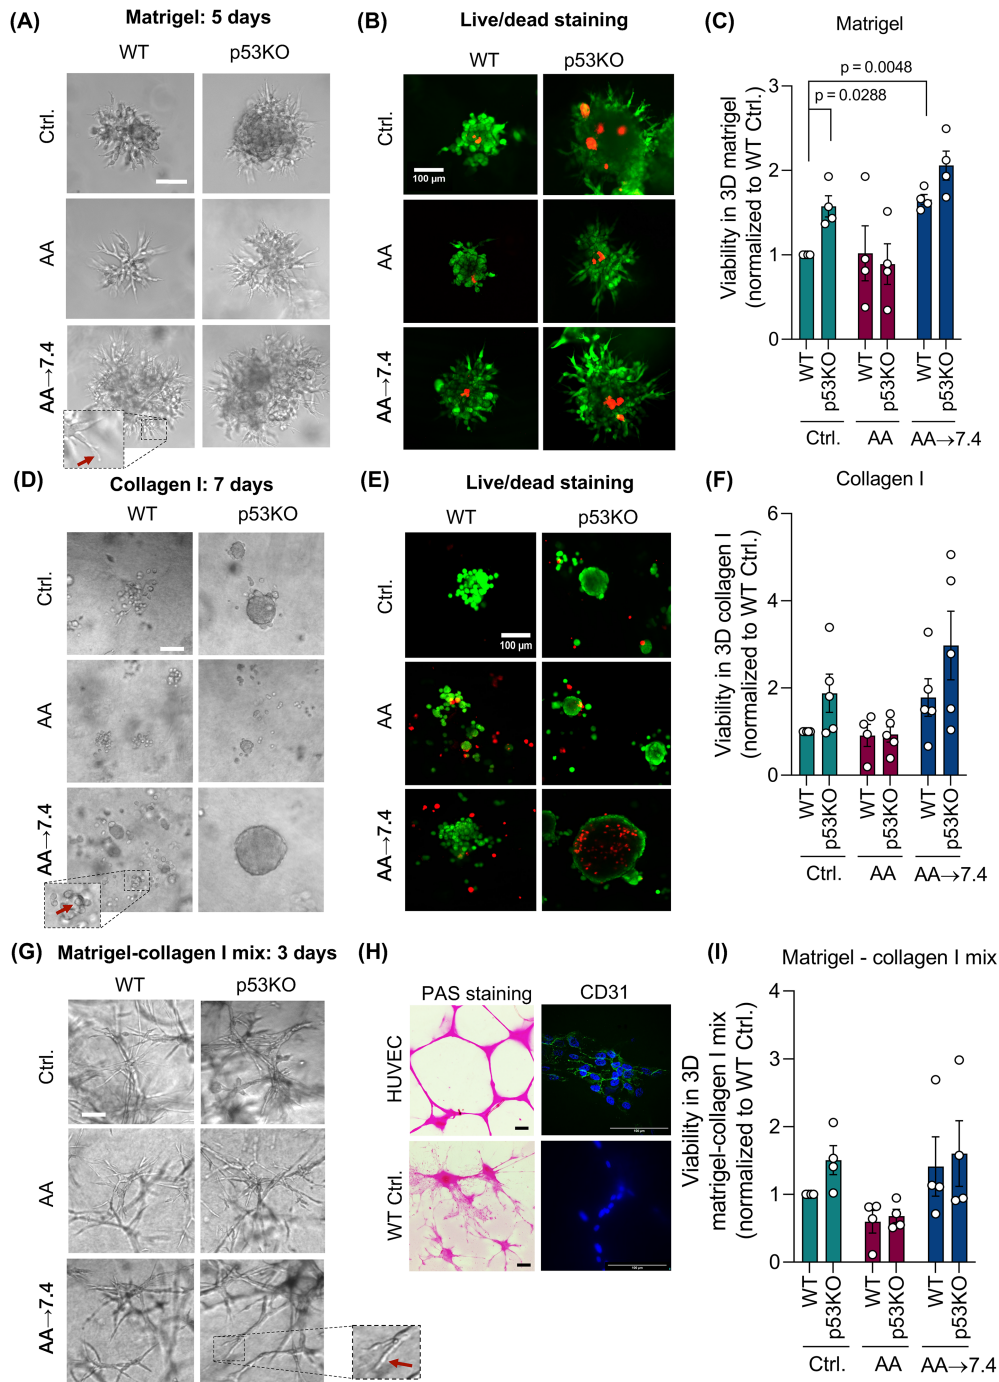 (A)
Matrigel: 5 days
WT
p53KO
Ctrl.
AA
AA→7.4
(B)
Live/dead staining
WT
p53KO
Ctrl.
100 µm
AA
AA→7.4
(C)
Matrigel
Viability in 3D matrigel
(normalized to WT Ctrl.)
3
2
1
0
p = 0.0048
p = 0.0288
WT
p53KO
WT
p53KO
WT
p53KO
Ctrl.
AA
AA→7.4
(D)
Collagen I: 7 days
WT
p53KO
Ctrl.
AA
AA→7.4
(E)
Live/dead staining
WT
p53KO
Ctrl.
100 µm
AA
AA→7.4
(F)
Collagen I
Viability in 3D collagen I
(normalized to WT Ctrl.)
6
4
2
0
WT
p53KO
WT
p53KO
WT
p53KO
Ctrl.
AA
AA→7.4
(G)
Matrigel-collagen I mix: 3 days
WT
p53KO
Ctrl.
AA
AA→7.4
(H)
PAS staining
CD31
HUVEC
100 µm
WT Ctrl.
100 µm
(I)
Matrigel - collagen I mix
Viability in 3D
matrigel-collagen I mix
(normalized to WT Ctrl.)
4
3
2
1
0
WT
p53KO
WT
p53KO
WT
p53KO
Ctrl.
AA
AA→7.4